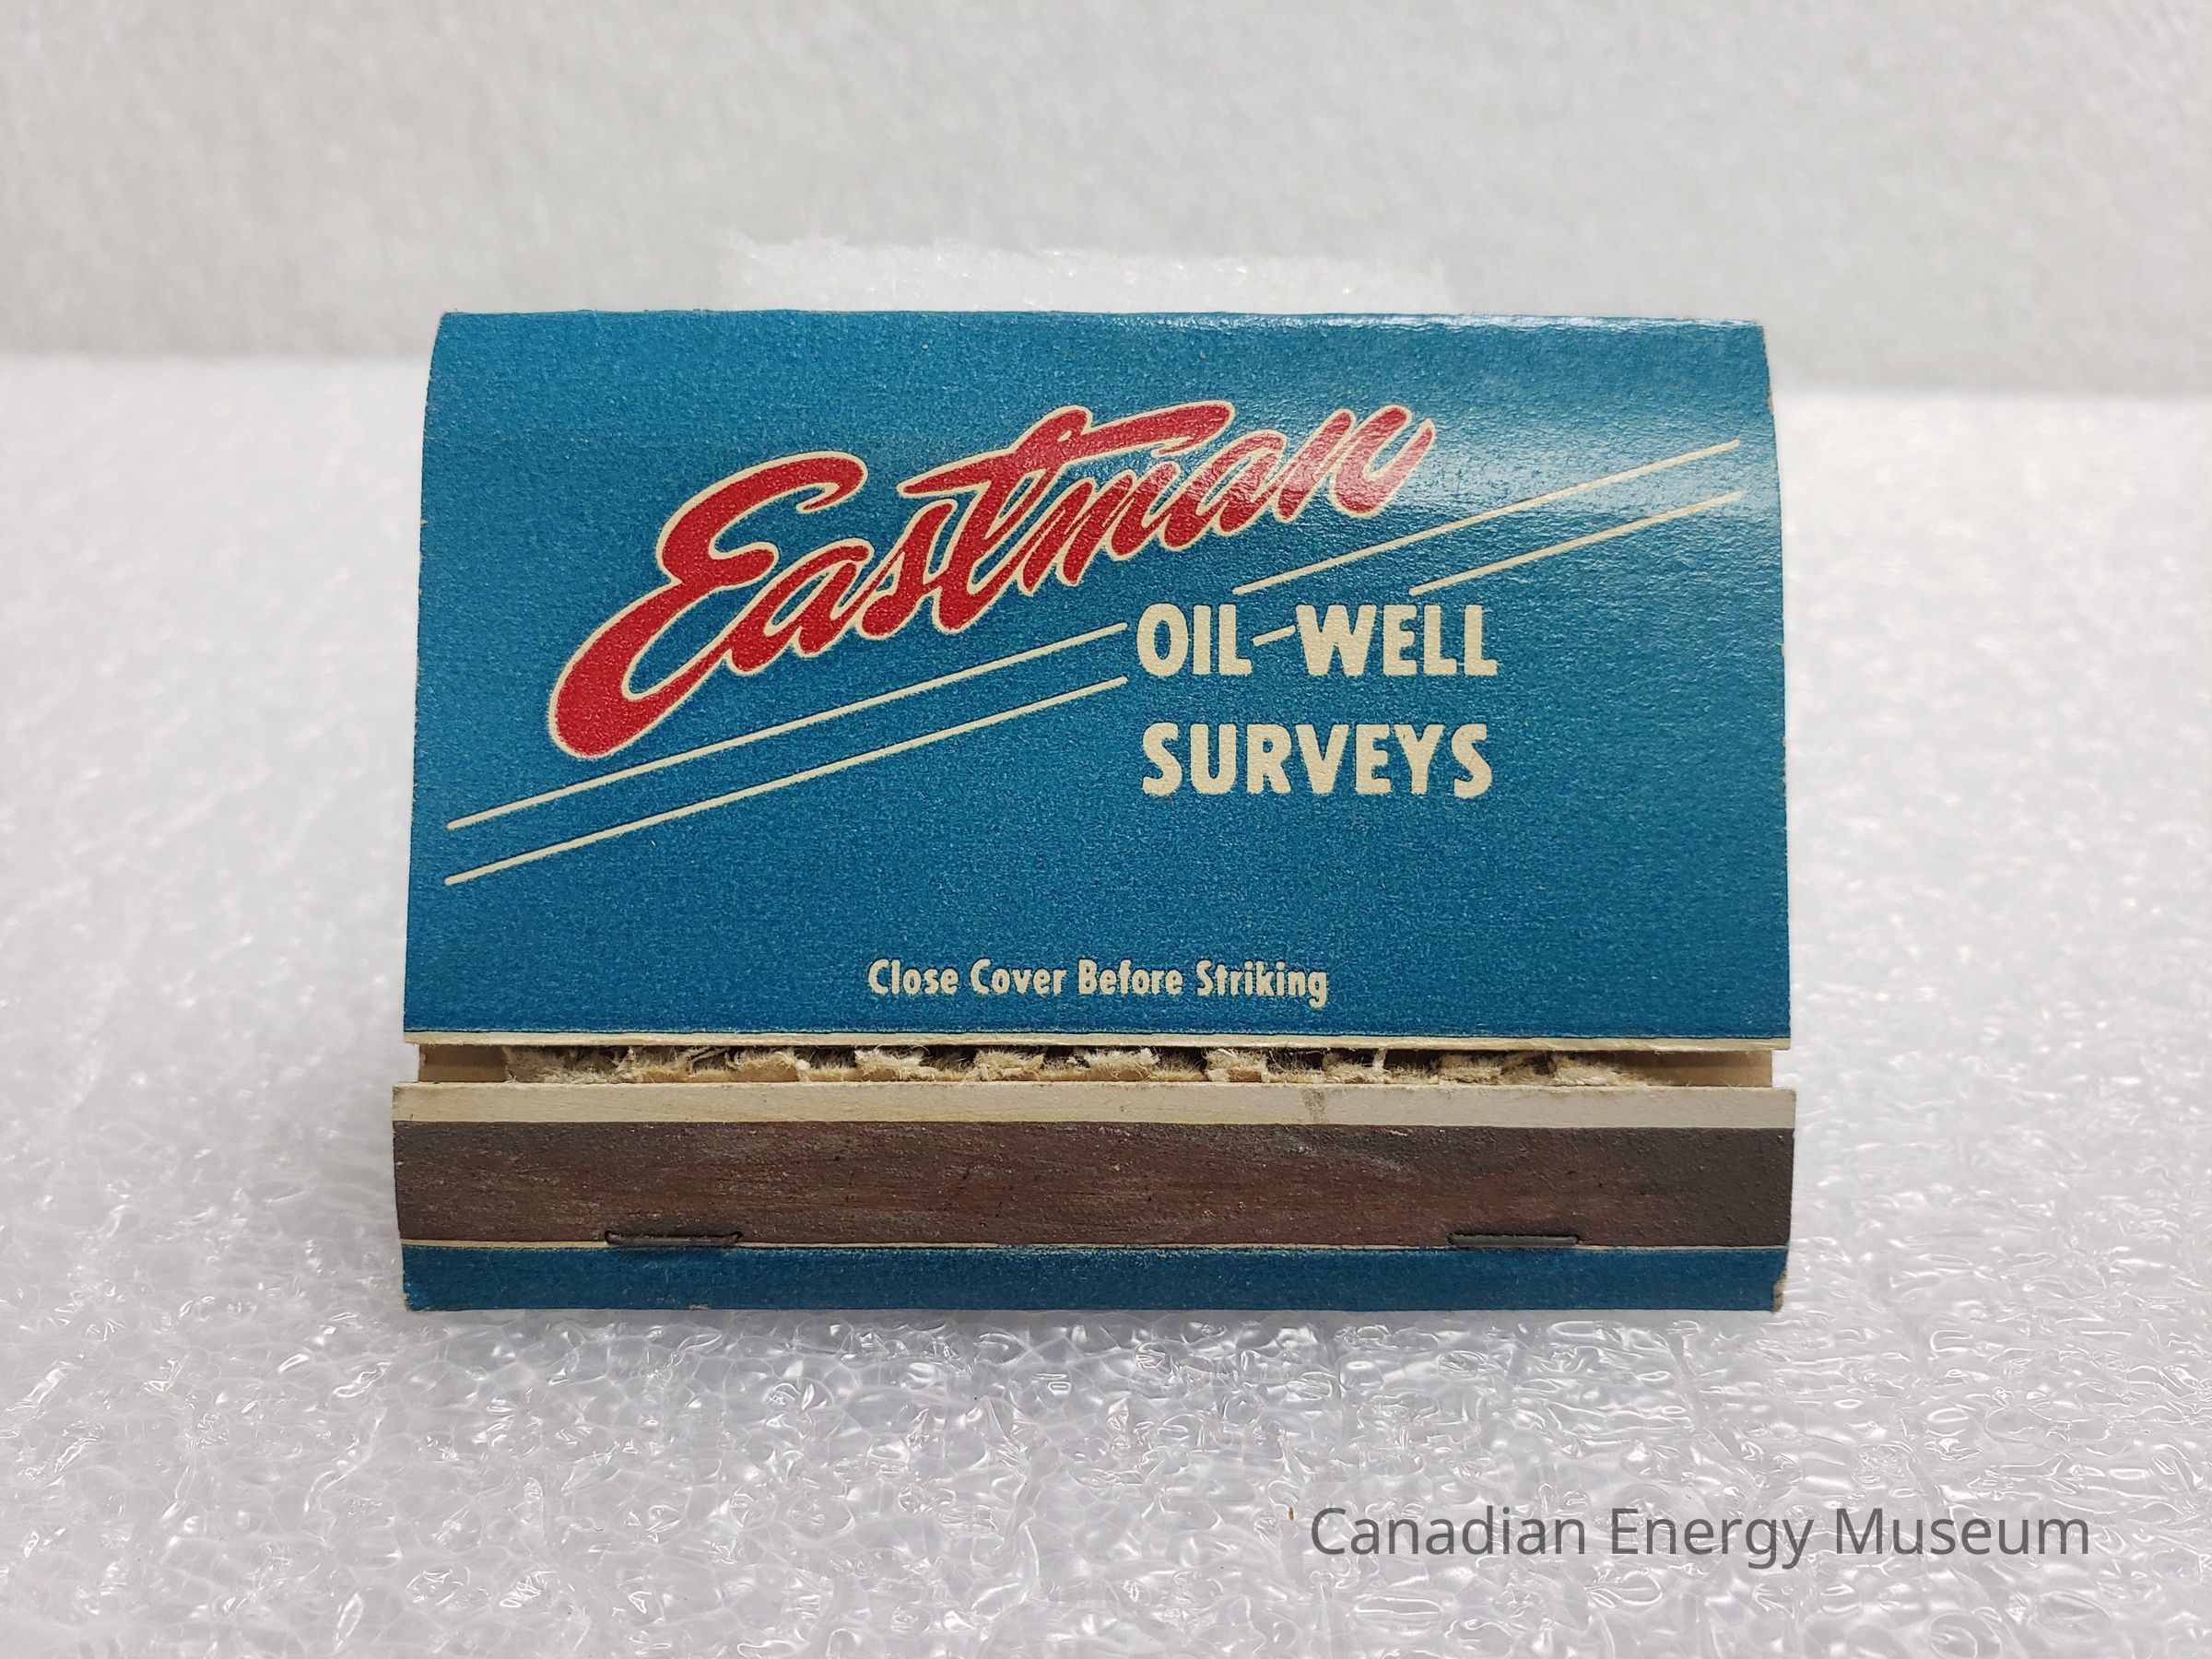 Eastman
OIL-WELL
SURVEYS
Close Cover Before Striking
Canadian Energy Museum